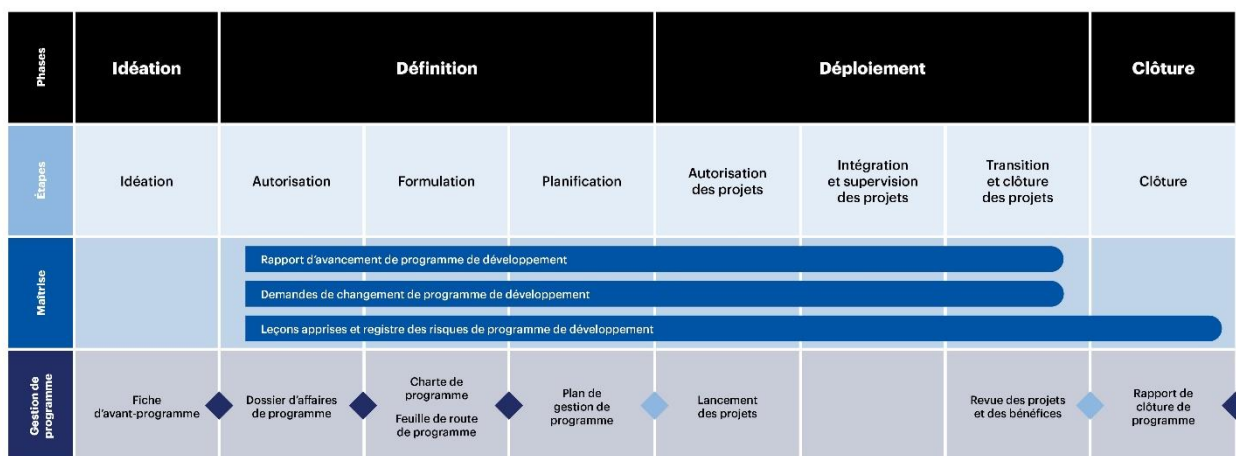 Phases
Idéation
Définition
Déploiement
Clôture
Étapes
Idéation
Autorisation
Formulation
Planification
Autorisation
des projets
Intégration
et supervision
des projets
Transition
et clôture
des projets
Clôture
Maîtrise
Rapport d'avancement de programme de développement
Demandes de changement de programme de développement
Leçons apprises et registre des risques de programme de développement
Gestion de
programme
Fiche
d'avant-programme
Dossier d'affaires
de programme
Charte de
programme
Feuille de route
de programme
Plan de
gestion de
programme
Lancement
des projets
Revue des projets
et des bénéfices
Rapport de
clôture de
programme